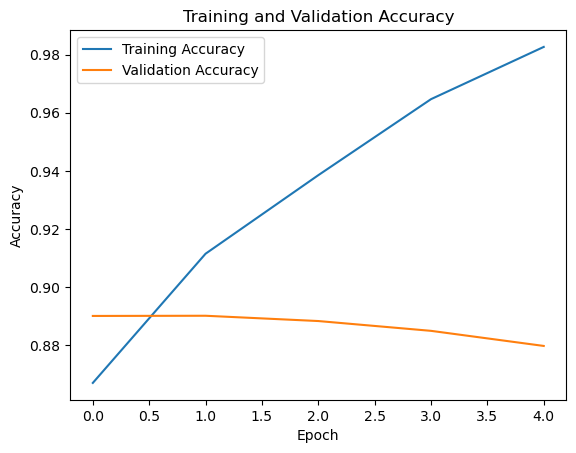 Training and Validation Accuracy
Training Accuracy
Validation Accuracy
0.98
0.96
0.94
0.92
0.90
0.88
Accuracy
0.0 0.5 1.0 1.5 2.0 2.5 3.0 3.5 4.0
Epoch